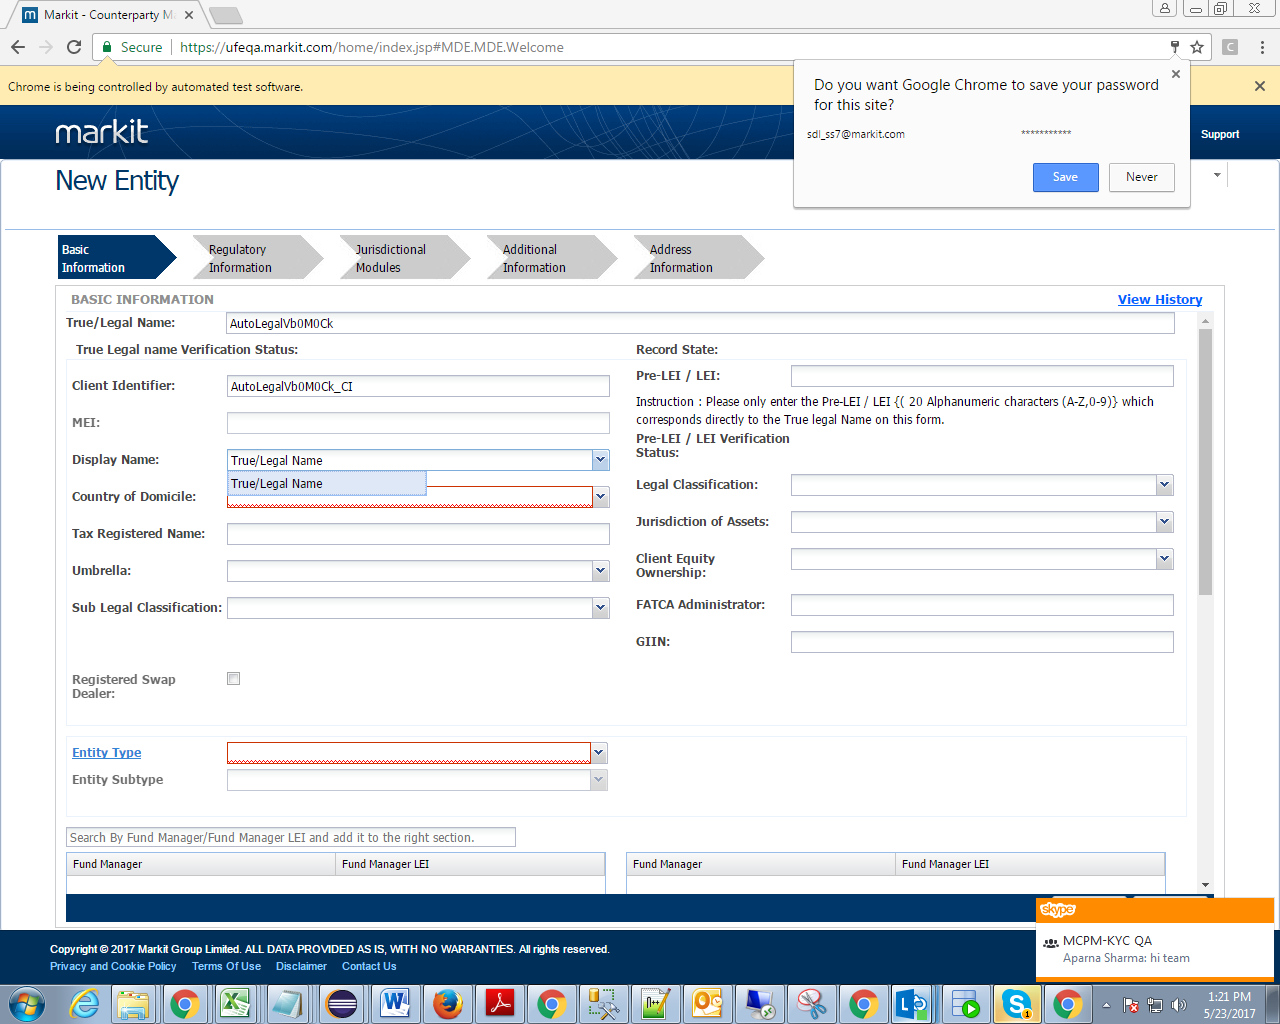 Markit - Counterparty M
Secure
https://ufeqa.markit.com/home/index.jsp#MDE.MDE.Welcome
C
Chrome is being controlled by automated test software.
Do you want Google Chrome to save your password
for this site?
sdl_ss7@markit.com ***********
Save Never
markit
Support
New Entity
Basic
Information
Regulatory
Information
Jurisdictional
Modules
Additional
Information
Address
Information
BASIC INFORMATION
View History
True/Legal Name: AutoLegalVb0M0Ck
True Legal name Verification Status:
Record State:
Client Identifier: AutoLegalVb0M0Ck_CI
Pre-LEI / LEI:
Instruction : Please only enter the Pre-LEI / LEI {( 20 Alphanumeric characters (A-Z,0-9)} which
corresponds directly to the True legal Name on this form.
MEI:
Pre-LEI / LEI Verification
Status:
Display Name: True/Legal Name
True/Legal Name
Country of Domicile:
Legal Classification:
Tax Registered Name:
Jurisdiction of Assets:
Umbrella:
Client Equity
Ownership:
Sub Legal Classification:
FATCA Administrator:
GIIN:
Registered Swap
Dealer:
Entity Type
Entity Subtype
Search By Fund Manager/Fund Manager LEI and add it to the right section.
Fund Manager Fund Manager LEI Fund Manager Fund Manager LEI
skype
MCPM-KYC QA
Aparna Sharma: hi team
Copyright © 2017 Markit Group Limited. ALL DATA PROVIDED AS IS, WITH NO WARRANTIES. All rights reserved.
Privacy and Cookie Policy Terms Of Use Disclaimer Contact Us
1:21 PM
5/23/2017